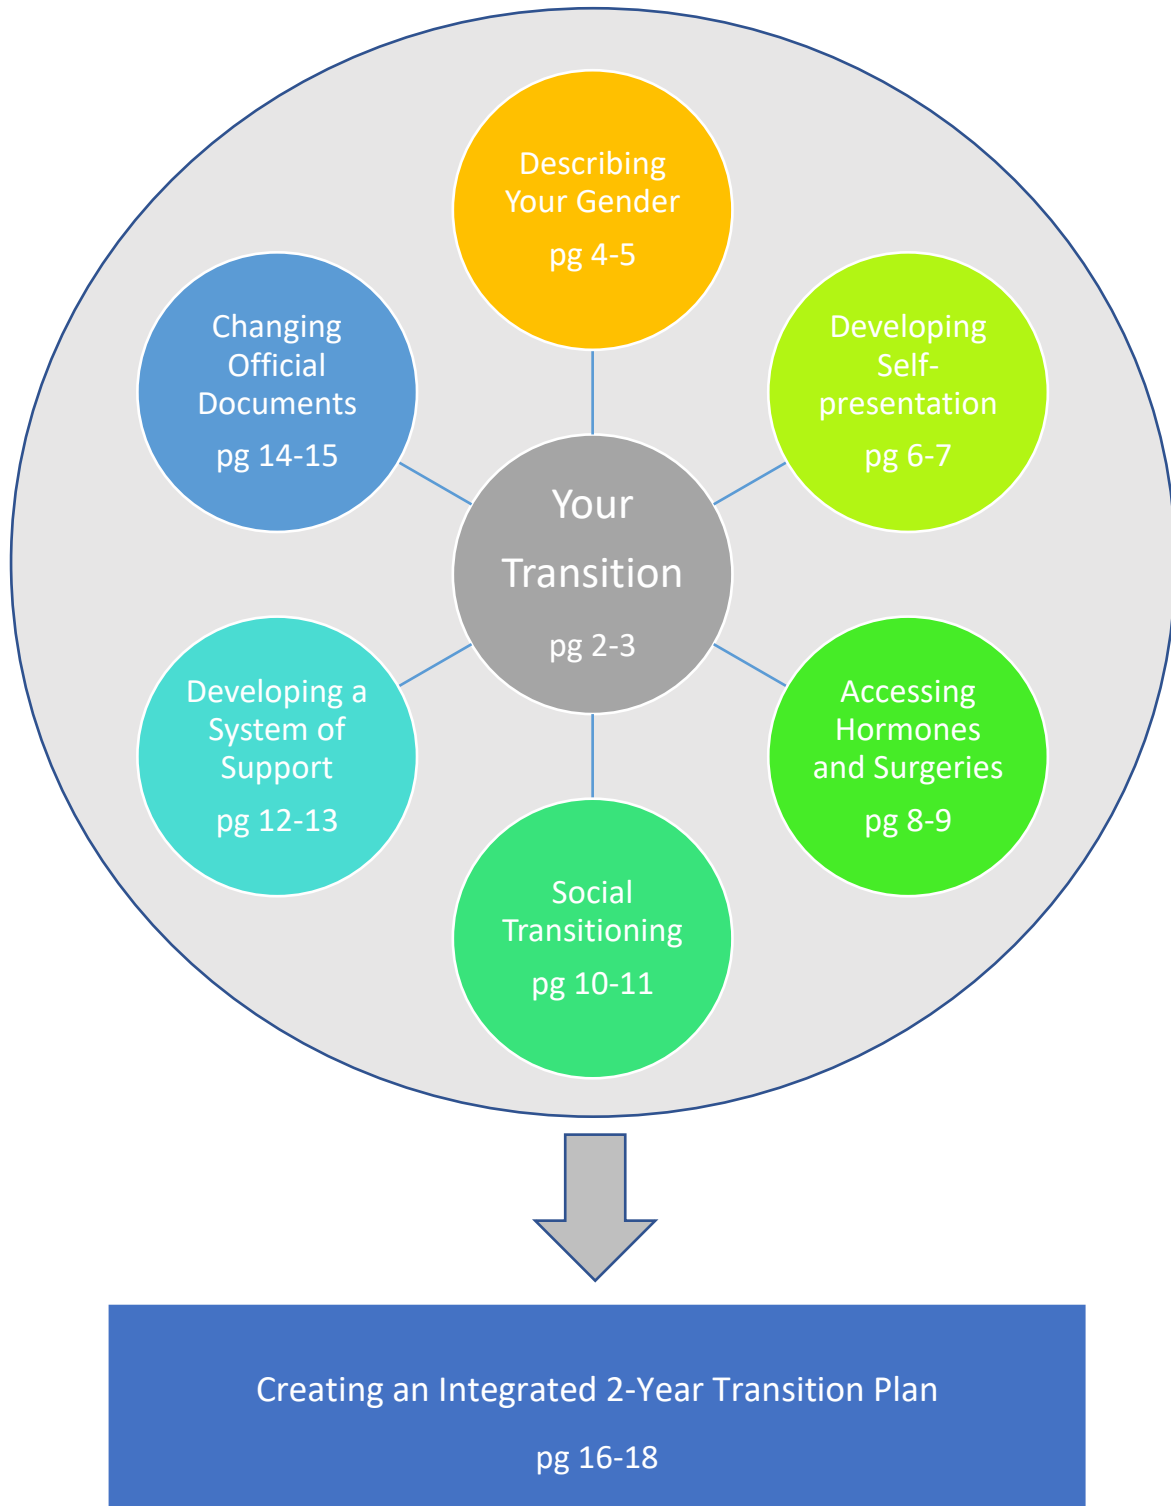 Describing
Your Gender
pg 4-5
Changing
Official
Documents
pg 14-15
Developing
Self-
presentation
pg 6-7
Your
Transition
pg 2-3
Developing a
System of
Support
pg 12-13
Accessing
Hormones
and Surgeries
pg 8-9
Social
Transitioning
pg 10-11
Creating an Integrated 2-Year Transition Plan
pg 16-18